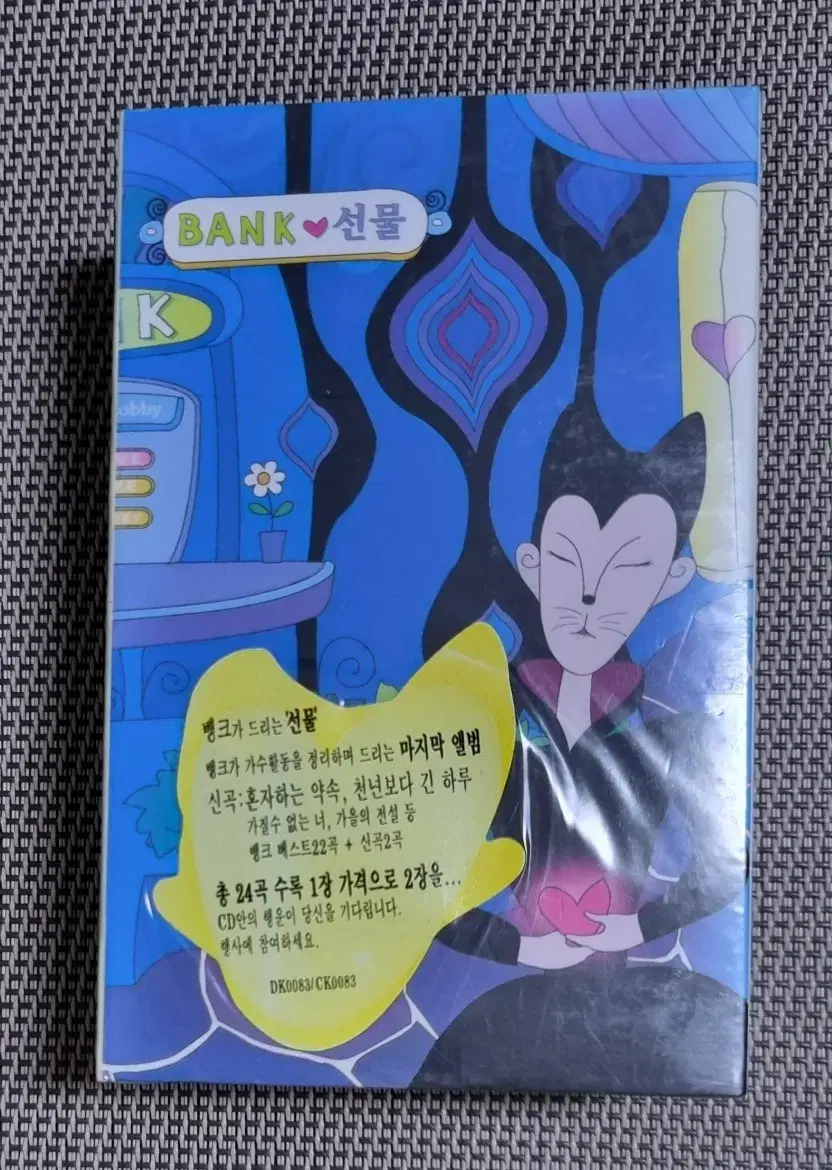 BANK♥선물
K
obby
뱅크가 드리는 '선물'
뱅크가 가수활동을 정리하며 드리는 마지막 앨범
신곡:혼자하는 약속, 천년보다 긴 하루
가질수 없는 너, 가을의 전설 등
뱅크 베스트22곡 + 신곡2곡
총 24곡 수록 1장 가격으로 2장을...
CD안의 행운이 당신을 기다립니다.
행사에 참여하세요.
DK0083/CK0083